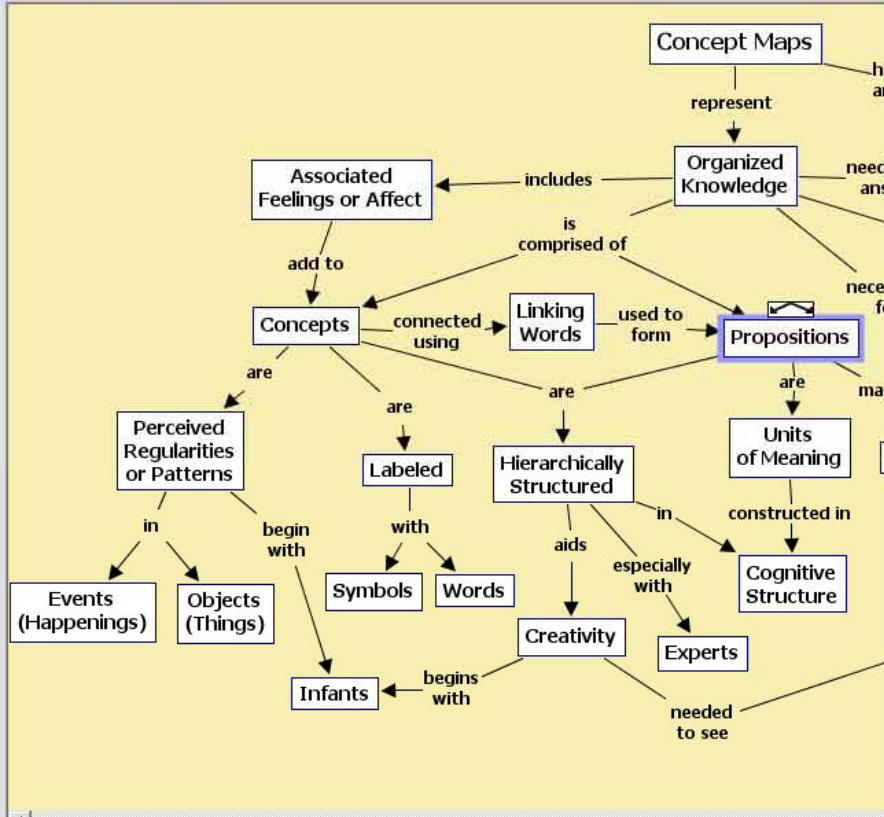 Concept Maps
represent
Organized
Knowledge
includes
Associated
Feelings or Affect
is
comprised of
add to
Concepts
connected
using
Linking
Words
used to
form
Propositions
are
Perceived
Regularities
or Patterns
are
Labeled
are
Hierarchically
Structured
are
Units
of Meaning
in
begin
with
with
aids
especially
with
in
constructed in
Events
(Happenings)
Objects
(Things)
Symbols
Words
Cognitive
Structure
Creativity
Experts
Infants
begins
with
needed
to see